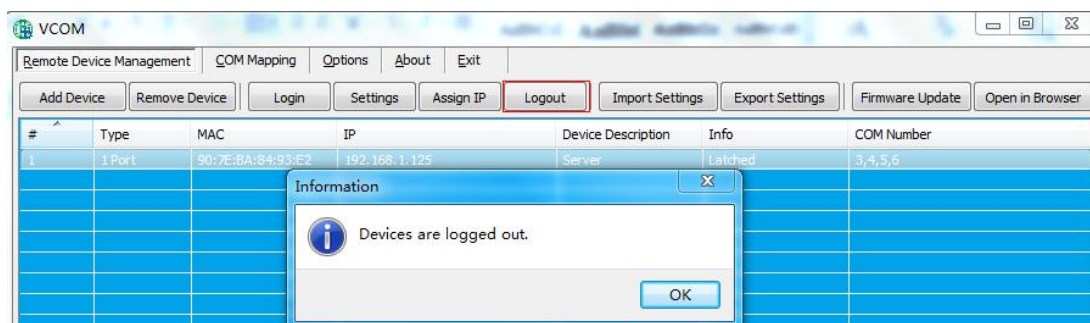 VCOM
Remote Device Management COM Mapping Options About Exit
Add Device Remove Device Login Settings Assign IP Logout Import Settings Export Settings Firmware Update Open in Browser
# Type MAC IP Device Description Info COM Number
1 1 Port 90:7E:BA:84:93:E2 192.168.1.125 Server Latched 3,4,5,6
Information
Devices are logged out.
OK